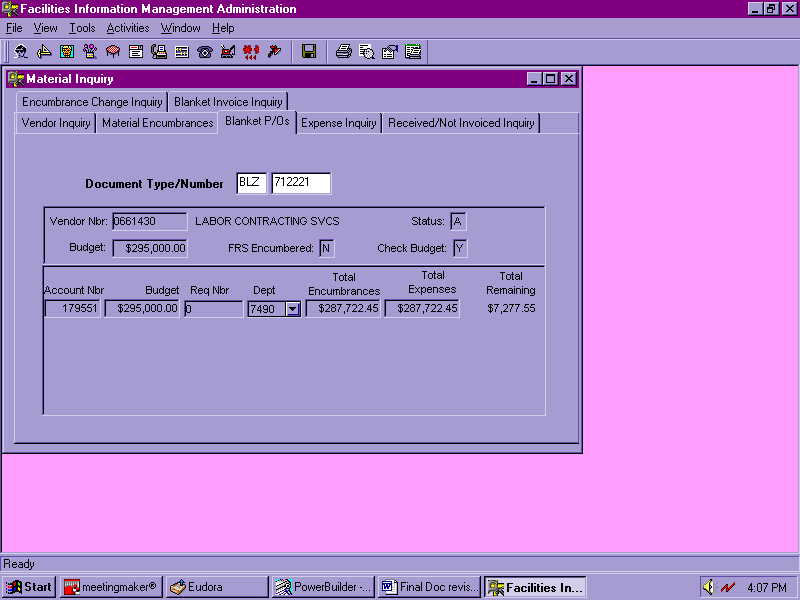 Facilities Information Management Administration
File View Tools Activities Window Help
Material Inquiry
Encumbrance Change Inquiry Blanket Invoice Inquiry
Vendor Inquiry Material Encumbrances Blanket P/Os Expense Inquiry Received/Not Invoiced Inquiry
Document Type/Number BLZ 712221
Vendor Nbr: 0661430 LABOR CONTRACTING SVCS Status: A
Budget: $295,000.00 FRS Encumbered: N Check Budget: Y
Account Nbr Budget Req Nbr Dept Total Encumbrances Total Expenses Total Remaining
179551 $295,000.00 0 7490 $287,722.45 $287,722.45 $7,277.55
Ready
Start meetingmaker® Eudora PowerBuilder -... Final Doc revis... Facilities In... 4:07 PM